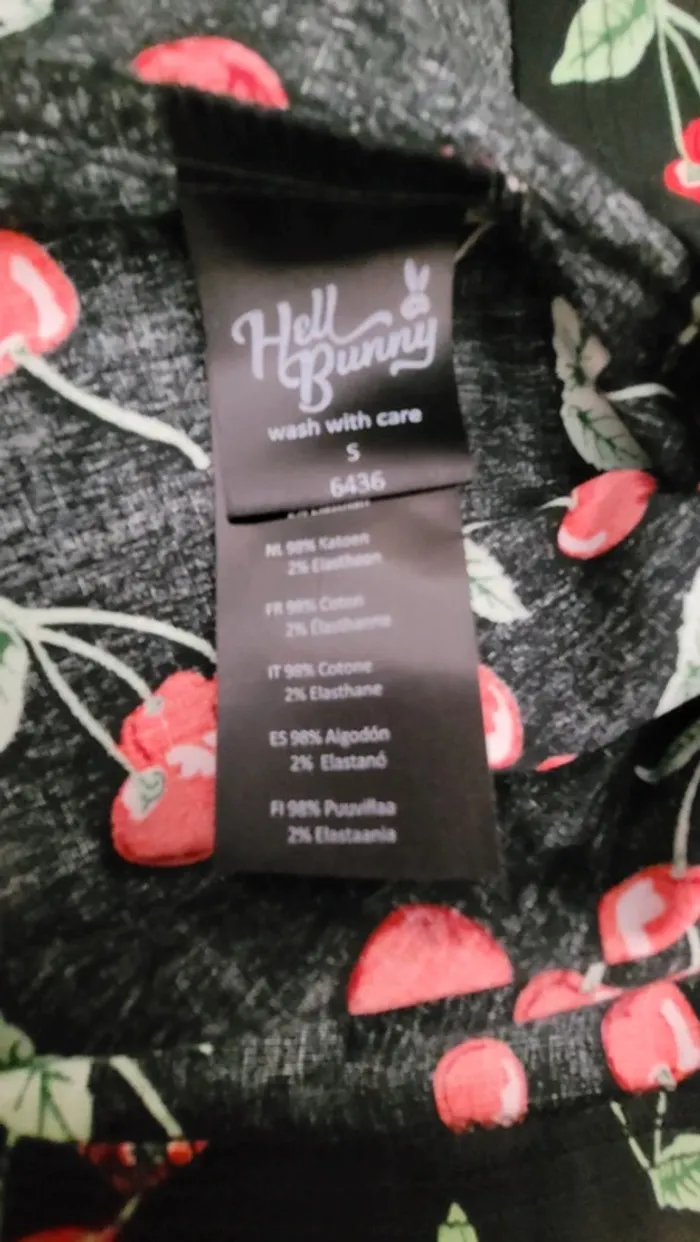 Hell
Bunny
wash with care
S
6436
NL 98% Katoen
2% Elasthaan
FR 98% Coton
2% Elasthanne
IT 98% Cotone
2% Elasthane
ES 98% Algodón
2% Elastanó
FI 98% Puuvillaa
2% Elastaania